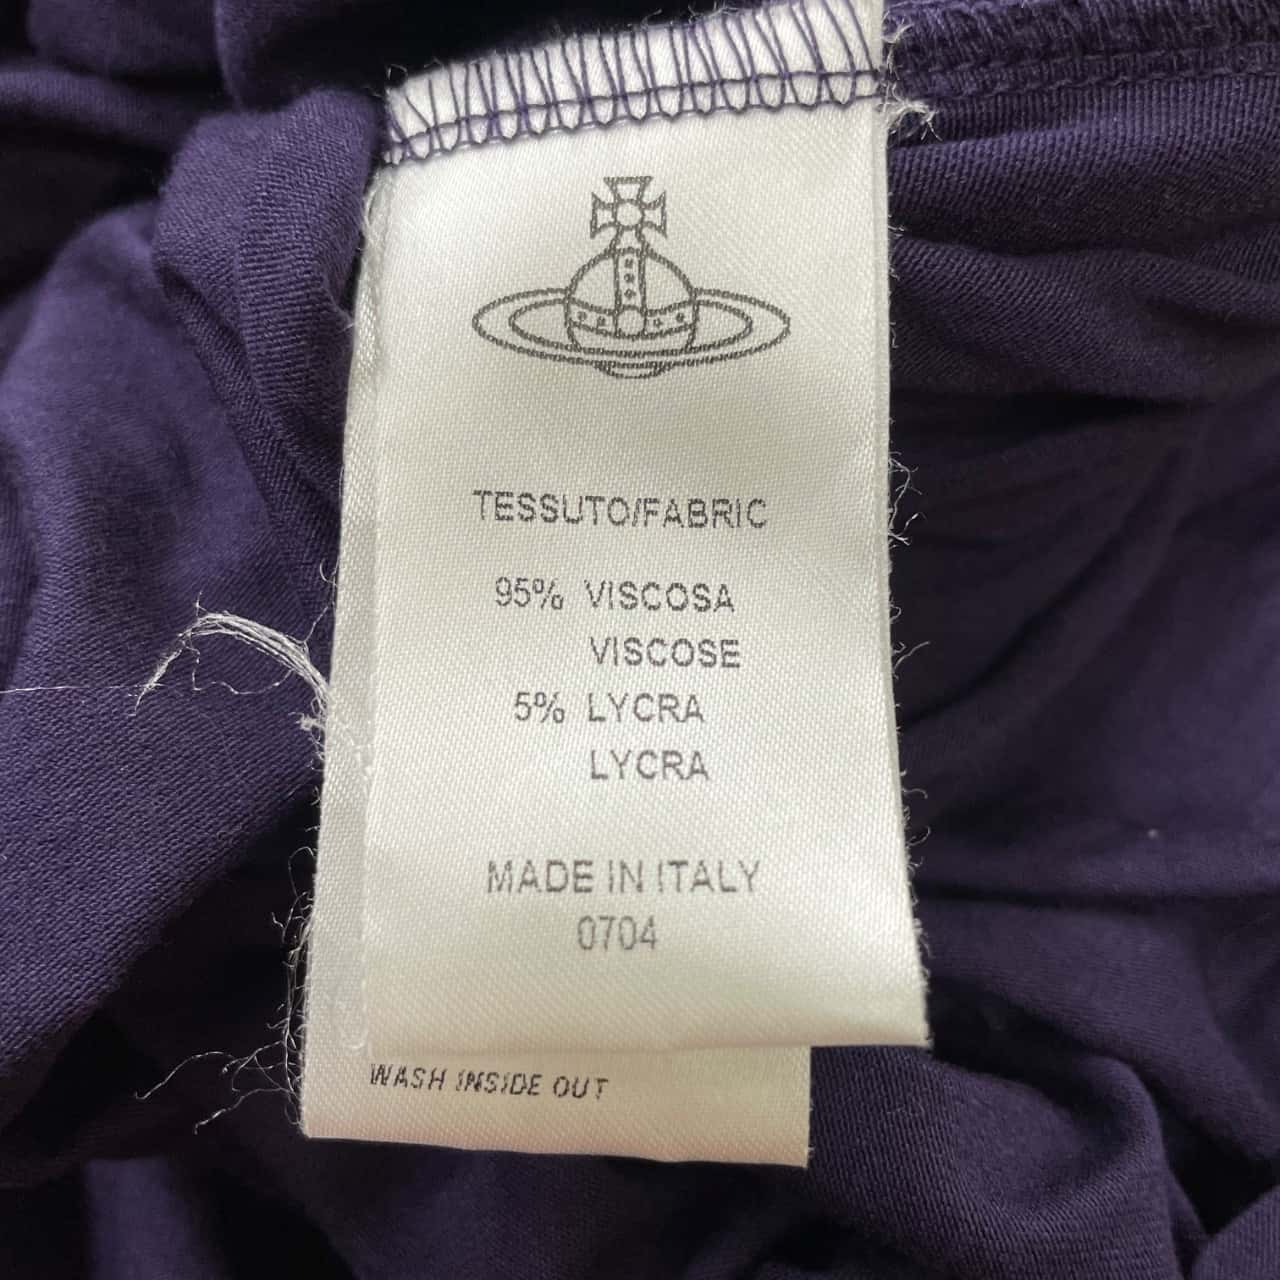 TESSUTO/FABRIC
95% VISCOSA
VISCOSE
5% LYCRA
LYCRA
MADE IN ITALY
0704
WASH INSIDE OUT